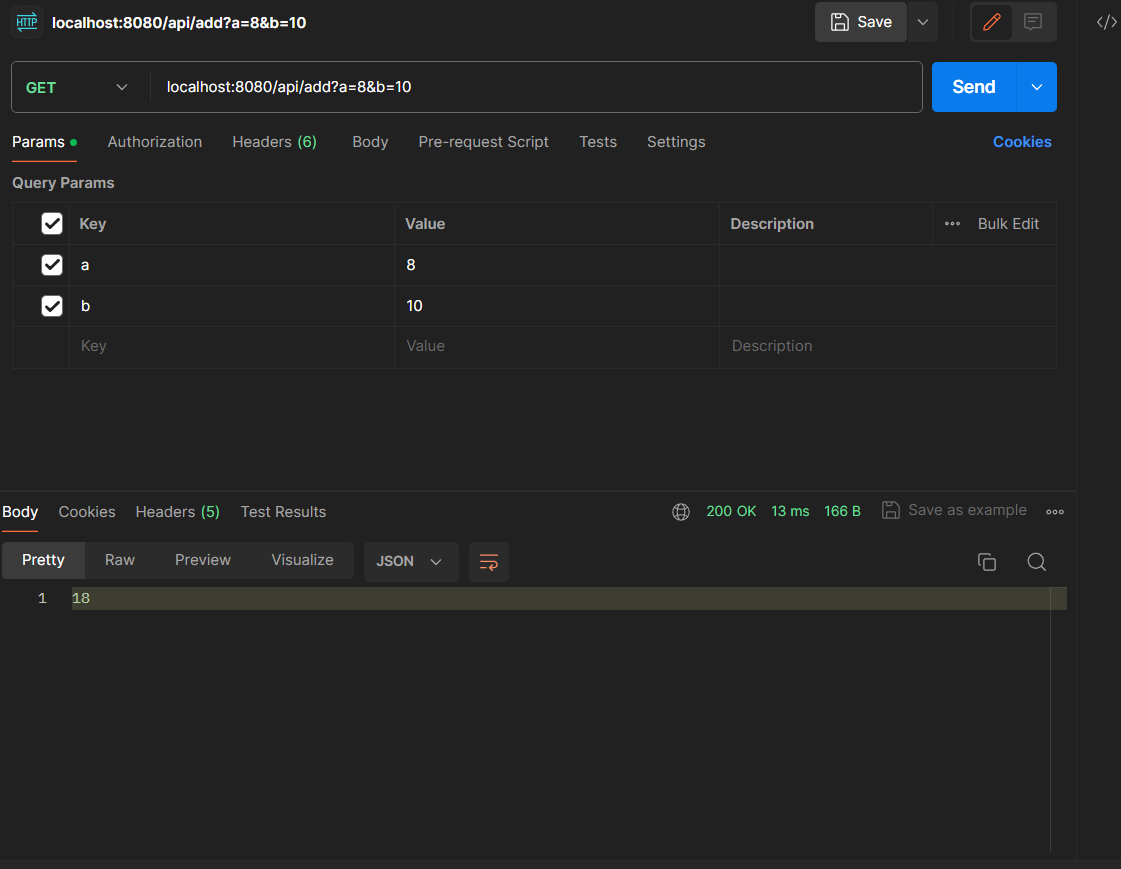 HTTP localhost:8080/api/add?a=8&b=10 Save </>
GET localhost:8080/api/add?a=8&b=10 Send
Params Authorization Headers (6) Body Pre-request Script Tests Settings Cookies
Query Params
Key Value Description Bulk Edit
a 8
b 10
Key Value Description
Body Cookies Headers (5) Test Results 200 OK 13 ms 166 B Save as example
Pretty Raw Preview Visualize JSON
1 18